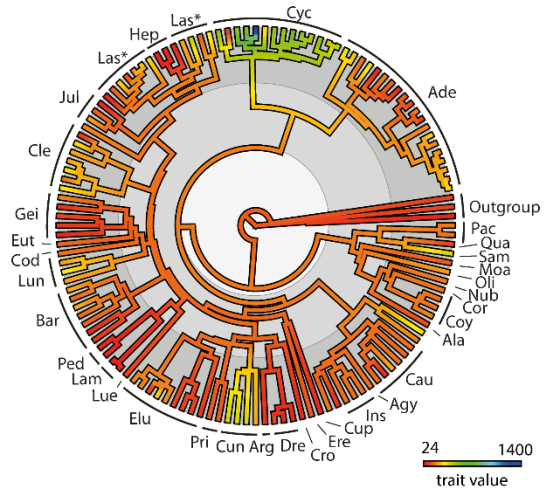 Cyc
Ade
Outgroup
Pac
Qua
Sam
Moa
Oli
Nub
Cor
Coy
Ala
Cau
Agy
Ins
Cup
Ere
Cro
Dre
Arg
Cun
Pri
Elu
Lue
Lam
Ped
Bar
Lun
Cod
Eut
Gei
Cle
Jul
Las*
Hep
Las*
24 1400
trait value